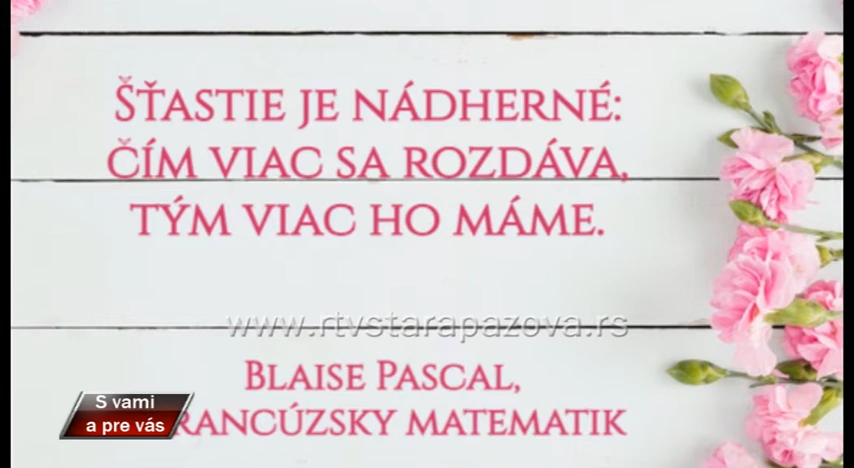 ŠŤASTIE JE NÁDHERNÉ:
ČÍM VIAC SA ROZDÁVA,
TÝM VIAC HO MÁME.
www.rtvstarapazova.rs
BLAISE PASCAL,
RANCÚZSKY MATEMATIK
S vami
a pre vás